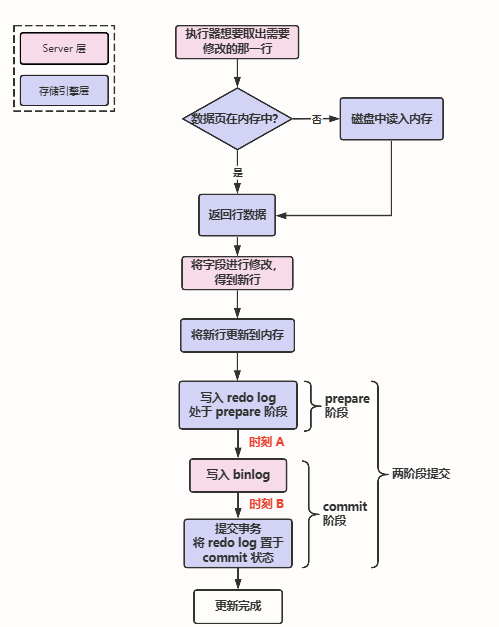 Server 层
存储引擎层
执行器想要取出需要
修改的那一行
数据页在内存中?
否
磁盘中读入内存
是
返回行数据
将字段进行修改,
得到新行
将新行更新到内存
写入 redo log
处于 prepare 阶段
prepare
阶段
时刻 A
写入 binlog
两阶段提交
时刻 B
commit
阶段
提交事务
将 redo log 置于
commit 状态
更新完成